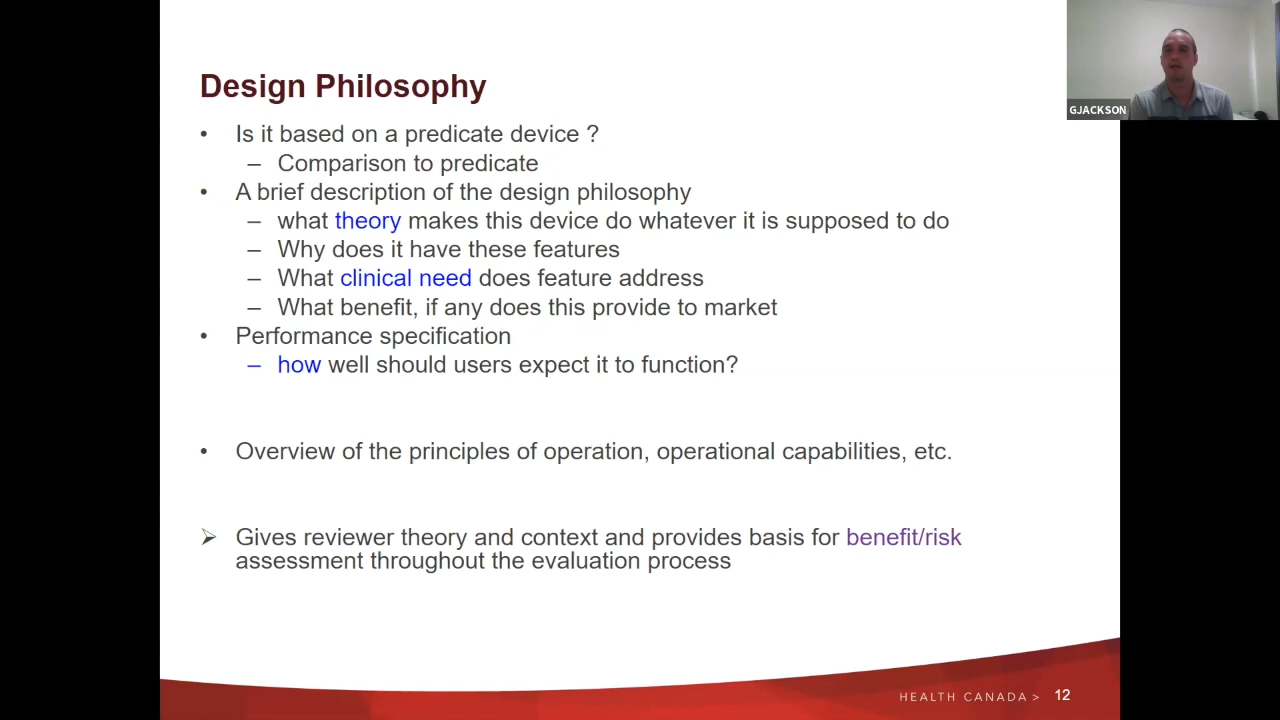 Design Philosophy
• Is it based on a predicate device ?
– Comparison to predicate
• A brief description of the design philosophy
– what theory makes this device do whatever it is supposed to do
– Why does it have these features
– What clinical need does feature address
– What benefit, if any does this provide to market
• Performance specification
– how well should users expect it to function?
• Overview of the principles of operation, operational capabilities, etc.
➢ Gives reviewer theory and context and provides basis for benefit/risk
assessment throughout the evaluation process
HEALTH CANADA > 12
GJACKSON